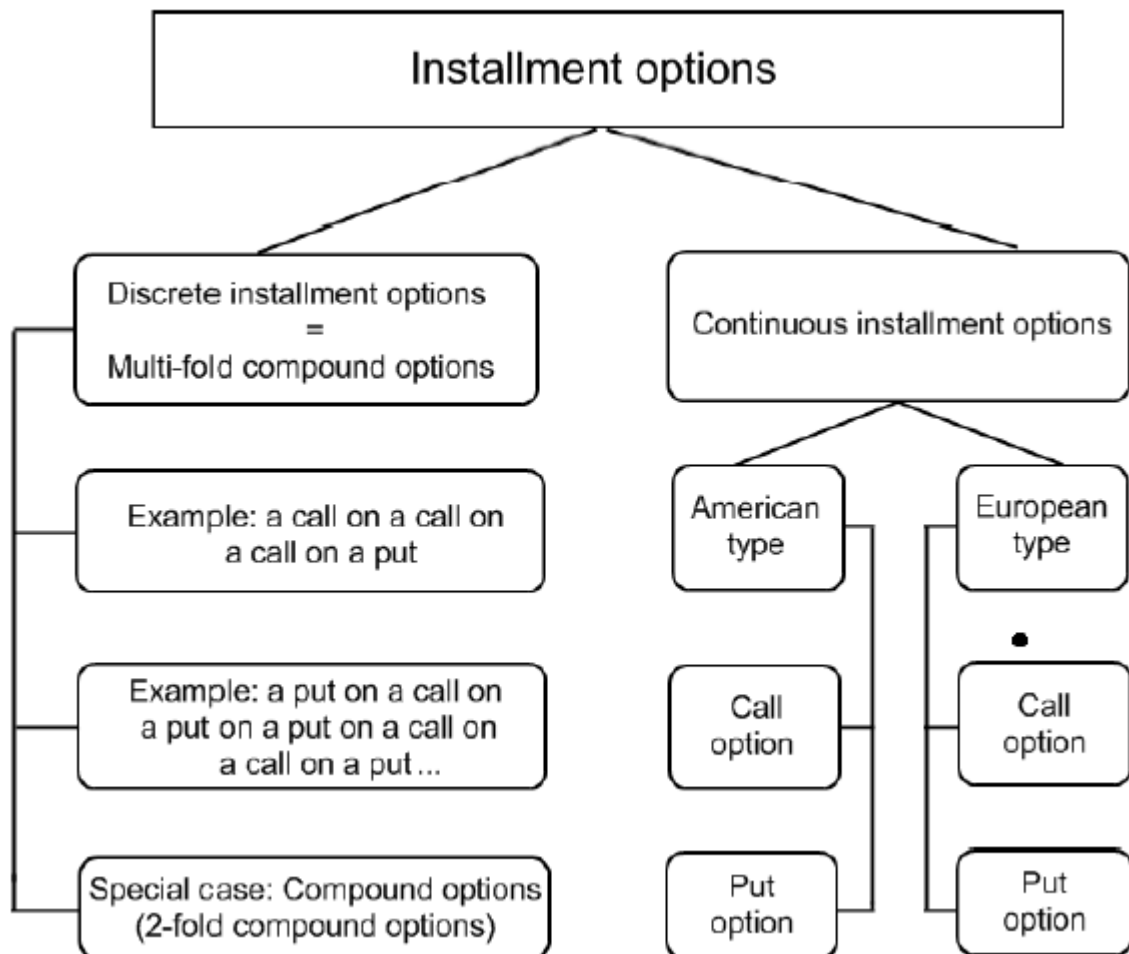 Installment options
Discrete installment options
=
Multi-fold compound options
Continuous installment options
Example: a call on a call on
a call on a put
American
type
European
type
Example: a put on a call on
a put on a put on a call on
a call on a put...
Call
option
Call
option
Special case: Compound options
(2-fold compound options)
Put
option
Put
option